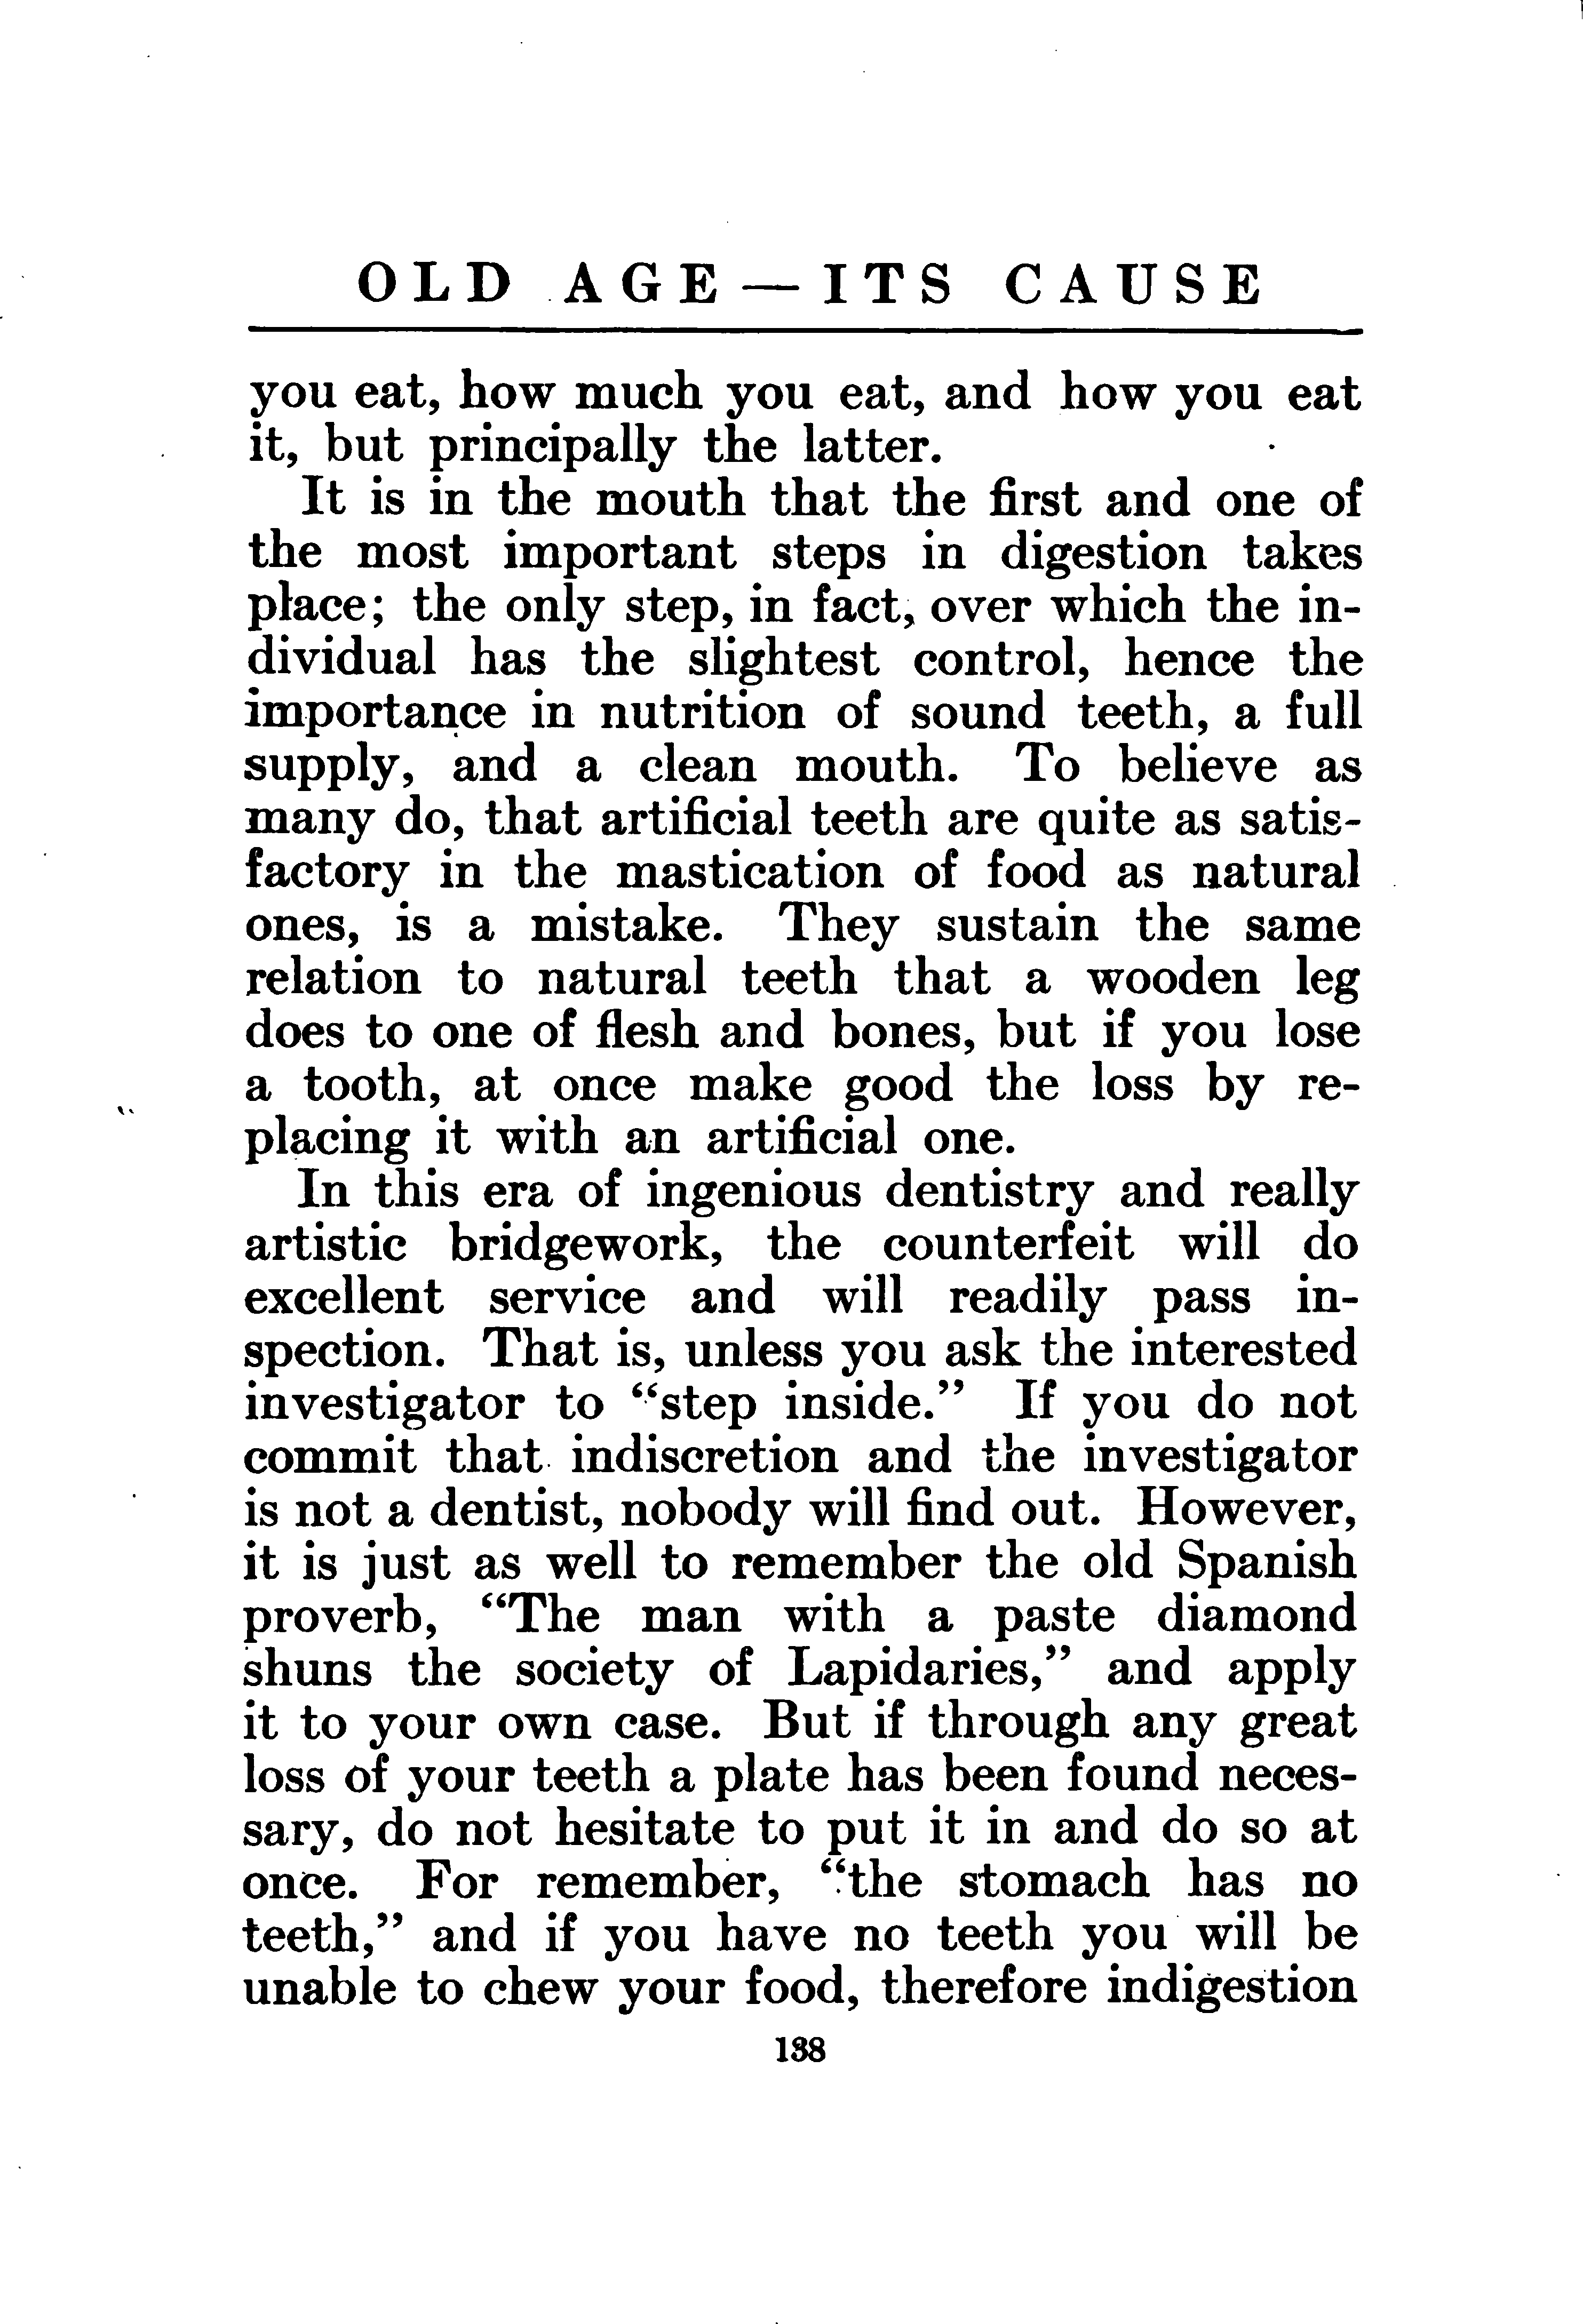 OLD AGE — ITS CAUSE
you eat, how much you eat, and how you eat
it, but principally the latter.
It is in the mouth that the first and one of
the most important steps in digestion takes
place; the only step, in fact, over which the in-
dividual has the slightest control, hence the
importance in nutrition of sound teeth, a full
supply, and a clean mouth. To believe as
many do, that artificial teeth are quite as satis-
factory in the mastication of food as natural
ones, is a mistake. They sustain the same
relation to natural teeth that a wooden leg
does to one of flesh and bones, but if you lose
a tooth, at once make good the loss by re-
placing it with an artificial one.
In this era of ingenious dentistry and really
artistic bridgework, the counterfeit will do
excellent service and will readily pass in-
spection. That is, unless you ask the interested
investigator to “step inside.” If you do not
commit that indiscretion and the investigator
is not a dentist, nobody will find out. However,
it is just as well to remember the old Spanish
proverb, “The man with a paste diamond
shuns the society of Lapidaries,” and apply
it to your own case. But if through any great
loss of your teeth a plate has been found neces-
sary, do not hesitate to put it in and do so at
once. For remember, “the stomach has no
teeth,” and if you have no teeth you will be
unable to chew your food, therefore indigestion
138